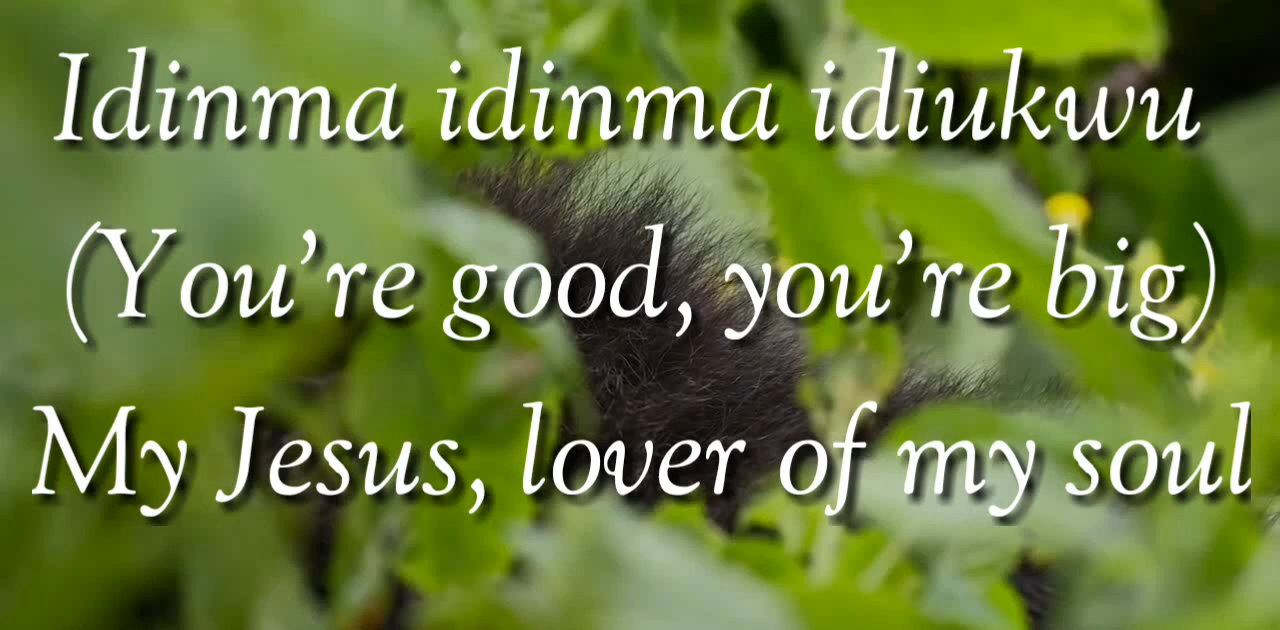 Idinma idinma idiukwu
(You’re good, you’re big)
My Jesus, lover of my soul